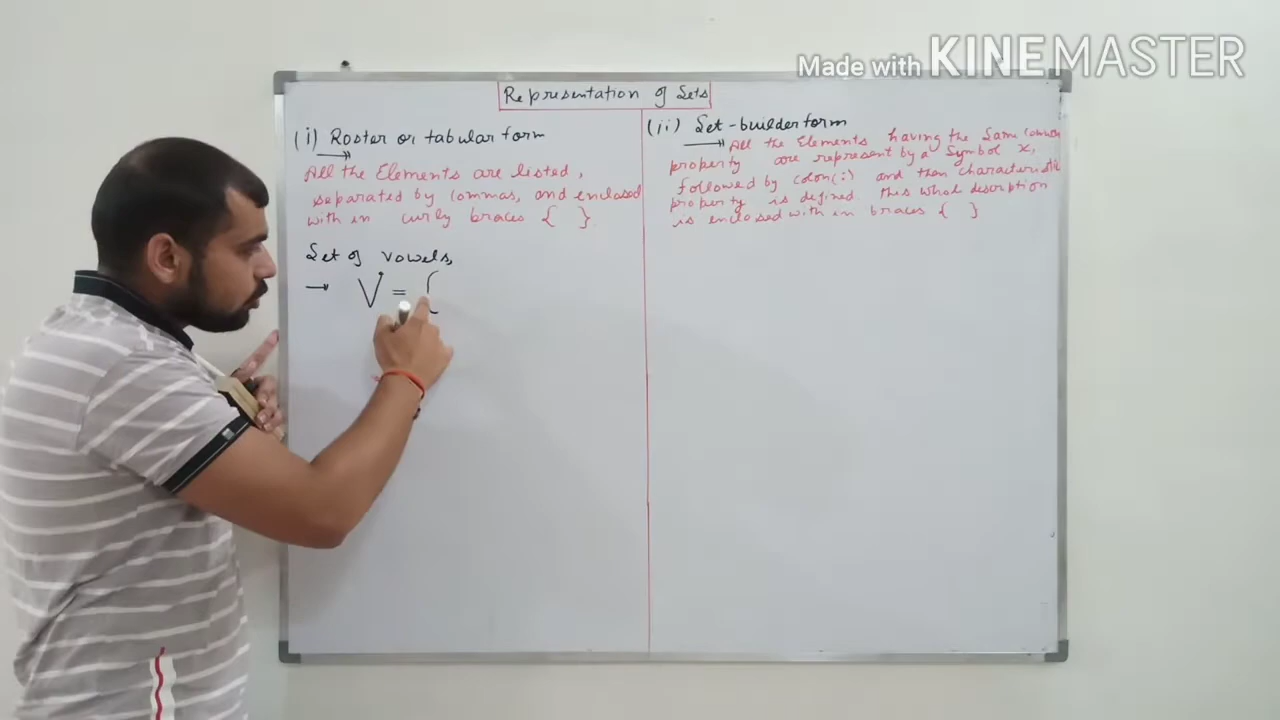 Made with KINEMASTER
Representation of Sets
(i) Roster or tabular form
All the Elements are listed,
separated by commas, and enclosed
with in curly braces { }.
Set of vowels,
→ V = {
(ii) Set-builder form
→ All the Elements having the Same Common
property are represent by a Symbol x,
followed by colon(:) and then characteristic
property is defined. This whole descrption
is enclosed with in braces { }